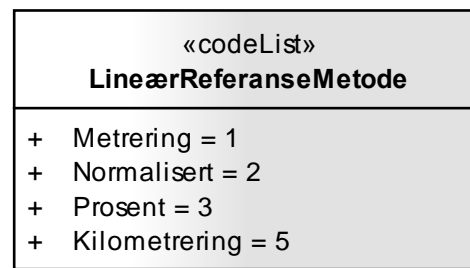 «codeList»
LineærReferanseMetode
+ Metrering = 1
+ Normalisert = 2
+ Prosent = 3
+ Kilometrering = 5